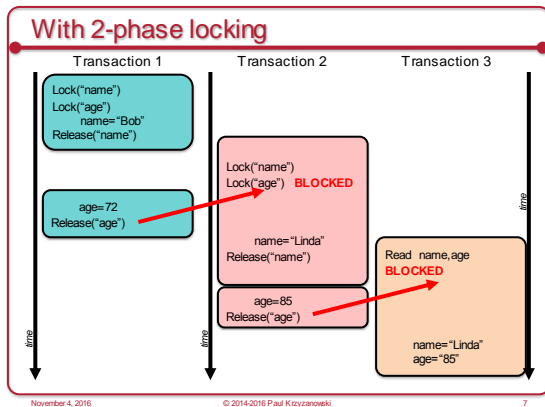 With 2-phase locking
Transaction 1
Transaction 2
Transaction 3
Lock(“name”)
Lock(“age”)
name=“Bob”
Release(“name”)
age=72
Release(“age”)
Lock(“name”)
Lock(“age”) BLOCKED
name=“Linda”
Release(“name”)
age=85
Release(“age”)
Read name,age
BLOCKED
name=“Linda”
age=“85”
time
time
time
November 4, 2016
© 2014-2016 Paul Krzyzanowski
7